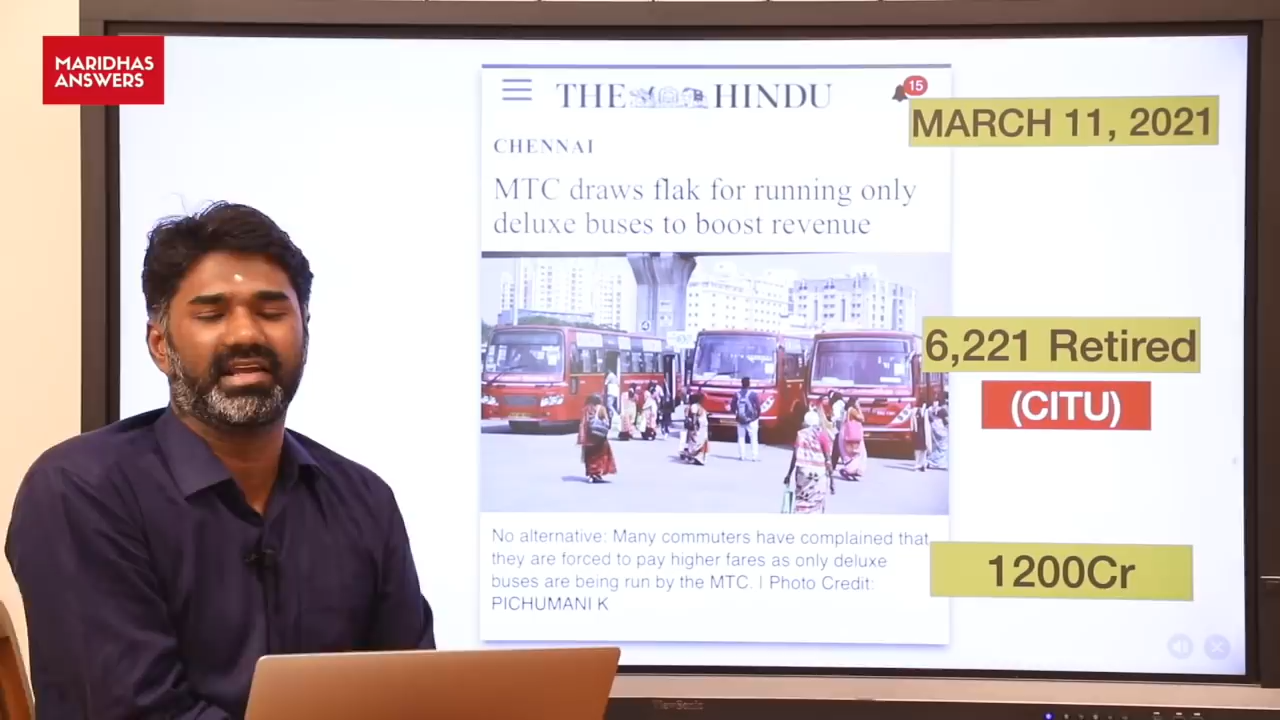 MARIDHAS
ANSWERS
THE HINDU
15
MARCH 11, 2021
CHENNAI
MTC draws flak for running only
deluxe buses to boost revenue
6,221 Retired
(CITU)
No alternative: Many commuters have complained that
they are forced to pay higher fares as only deluxe
buses are being run by the MTC. | Photo Credit:
PICHUMANI K
1200Cr
ViewSonic